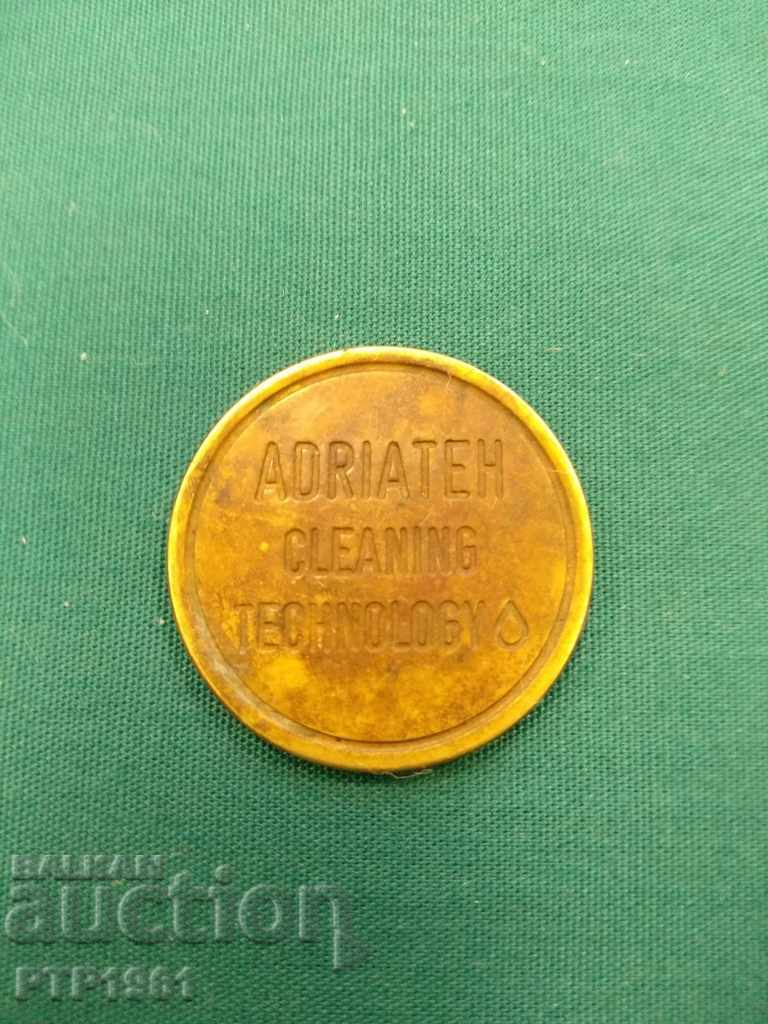 ADRIATEH
CLEANING
TECHNOLOGY
BALKAN
auction
PTP1961